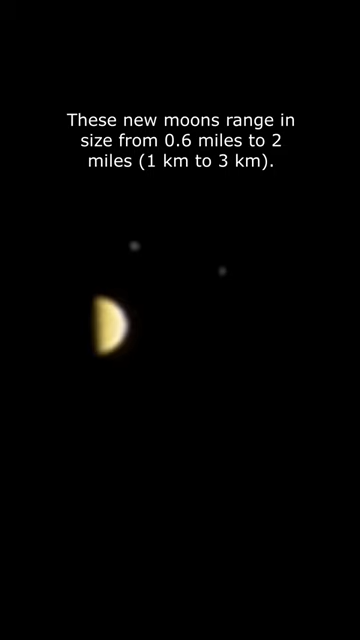 These new moons range in
size from 0.6 miles to 2
miles (1 km to 3 km).